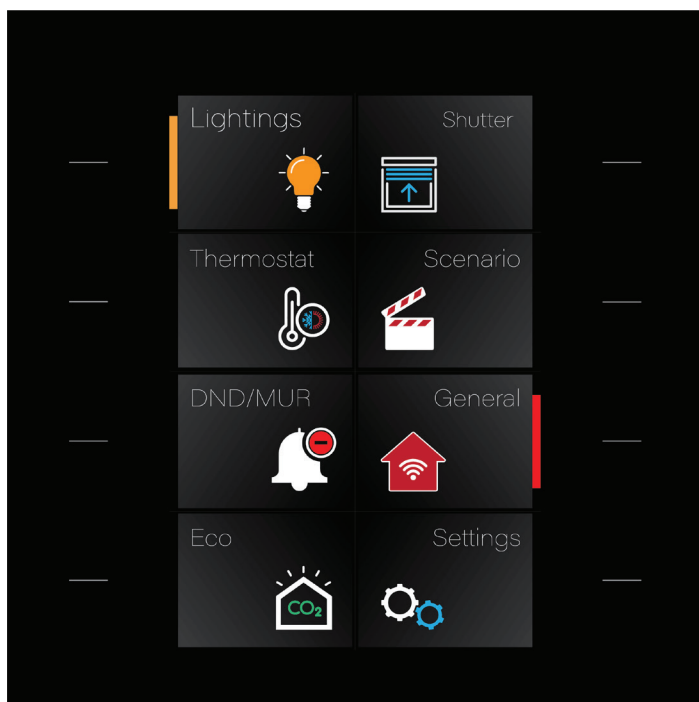 Lightings
Shutter
Thermostat
Scenario
DND/MUR
General
Eco
CO₂
Settings